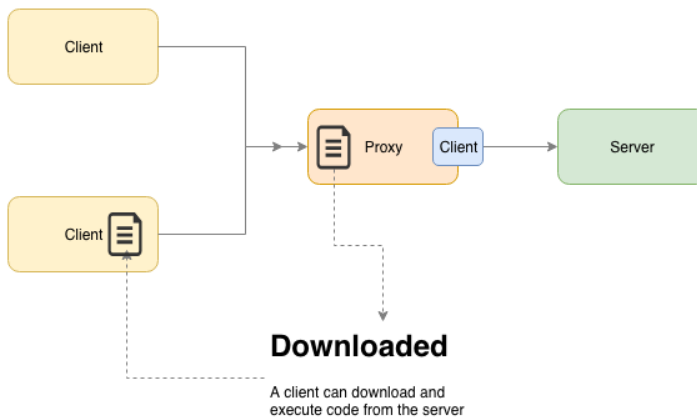 Client
Proxy
Client
Server
Client
Downloaded
A client can download and
execute code from the server